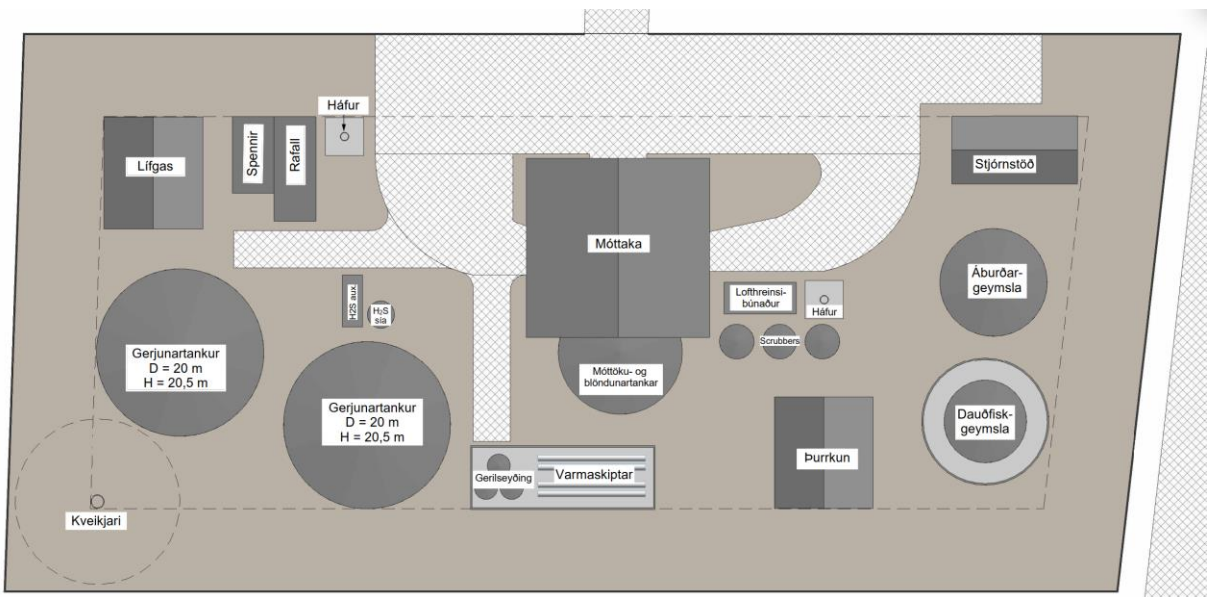 Háfur
Spennir
Rafall
Lífgas
Stjórnstöð
Móttaka
Áburðar-
geymsla
H2S aux.
H₂S
sía
Lofthreinsi-
búnaður
Háfur
Scrubbers
Gerjunartankur
D = 20 m
H = 20,5 m
Gerjunartankur
D = 20 m
H = 20,5 m
Móttöku- og
blöndunartankar
Dauðfisk-
geymsla
Þurrkun
Gerilseyðing
Varmaskiptar
Kveikjari